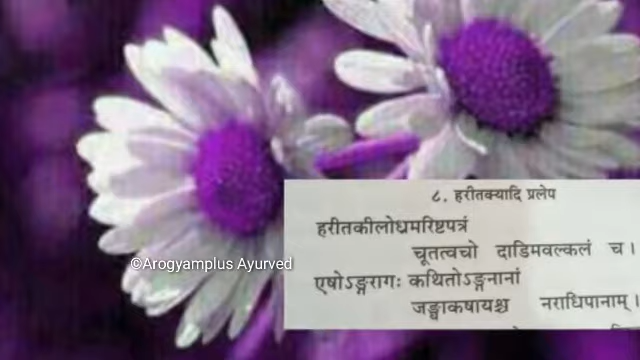 ८. हरीतक्यादि प्रलेप
हरीतकीलोध्रमरिष्टपत्रं
चूतत्वचो दाडिमवल्कलं च।
एषोऽङ्गरागः कथितोऽङ्गनानां
जङ्घाकषायश्च नराधिपानाम्।
©Arogyamplus Ayurved